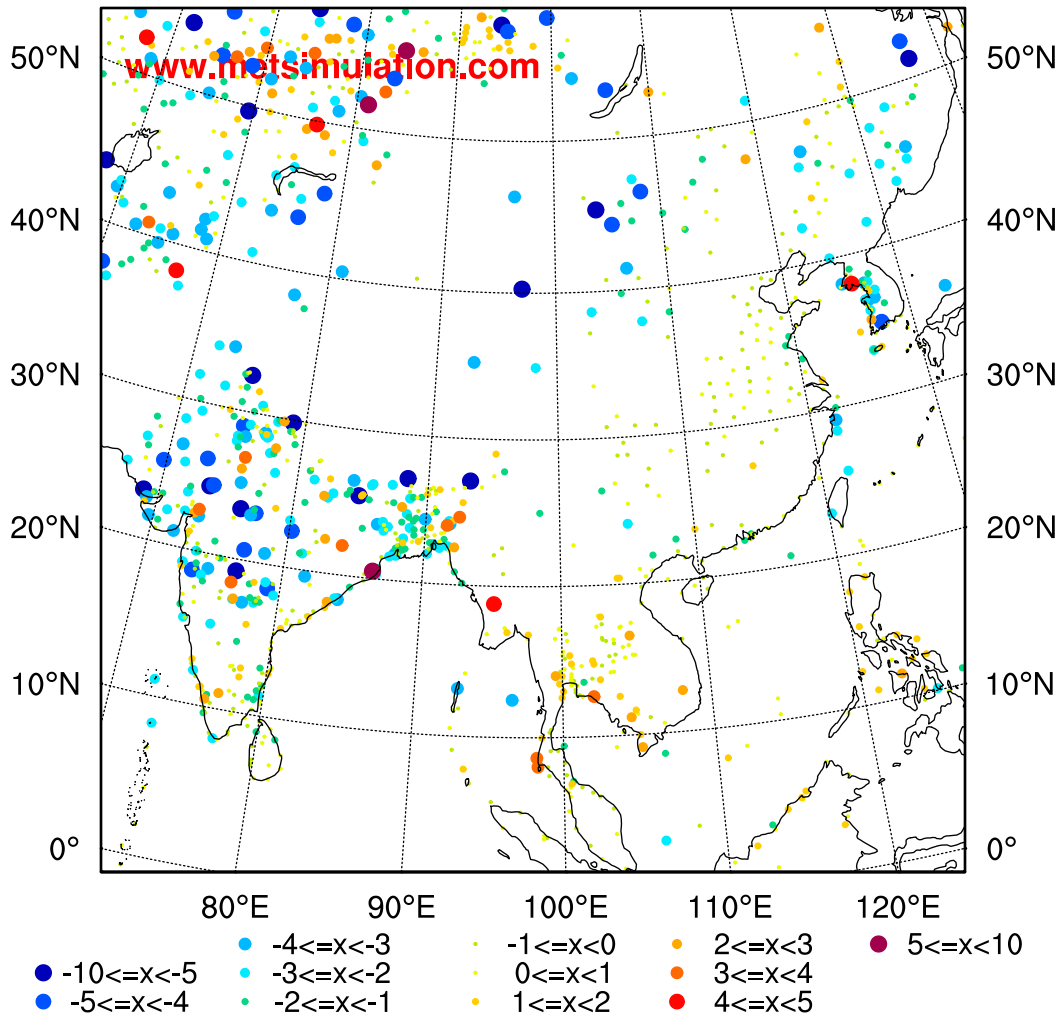 50°N 50°N
www.metsimulation.com
40°N 40°N
30°N 30°N
20°N 20°N
10°N 10°N
0° 0°
80°E 90°E 100°E 110°E 120°E
-4<=x<-3 -1<=x<0 2<=x<3 5<=x<10
-10<=x<-5 -3<=x<-2 0<=x<1 3<=x<4
-5<=x<-4 -2<=x<-1 1<=x<2 4<=x<5